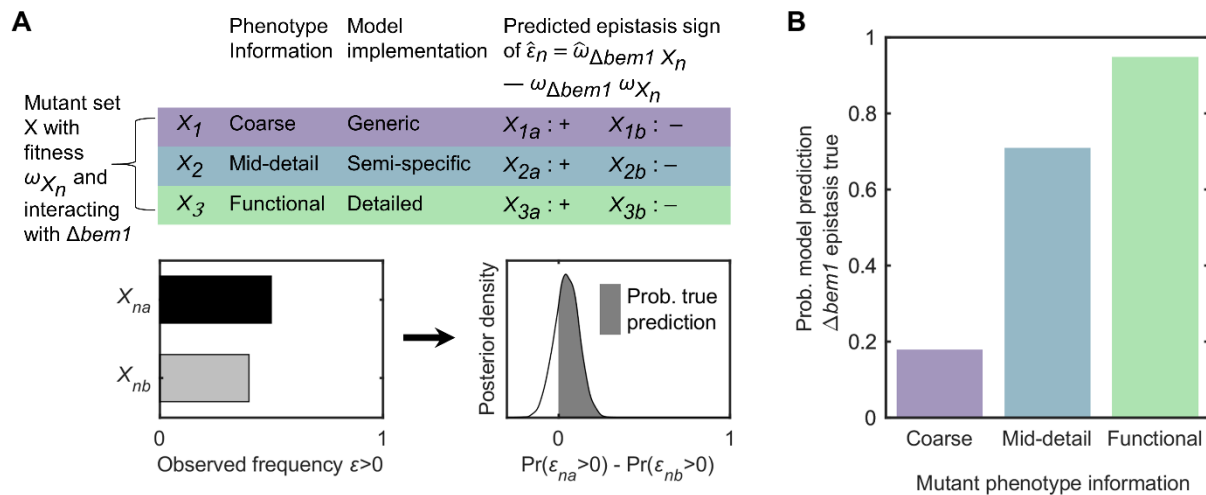 A
Phenotype Information
Model implementation
Predicted epistasis sign
of ε̂n = ω̂Δbem1 Xn
— ωΔbem1 ωXn
Mutant set
X with
fitness
ωXn and
interacting
with Δbem1
X1 Coarse Generic X1a : + X1b : −
X2 Mid-detail Semi-specific X2a : + X2b : −
X3 Functional Detailed X3a : + X3b : −
Xna
Xnb
0 1
Observed frequency ε>0
Posterior density
Prob. true
prediction
0 1
Pr(εna>0) - Pr(εnb>0)
B
Prob. model prediction
Δbem1 epistasis true
1
0.8
0.6
0.4
0.2
0
Coarse Mid-detail Functional
Mutant phenotype information